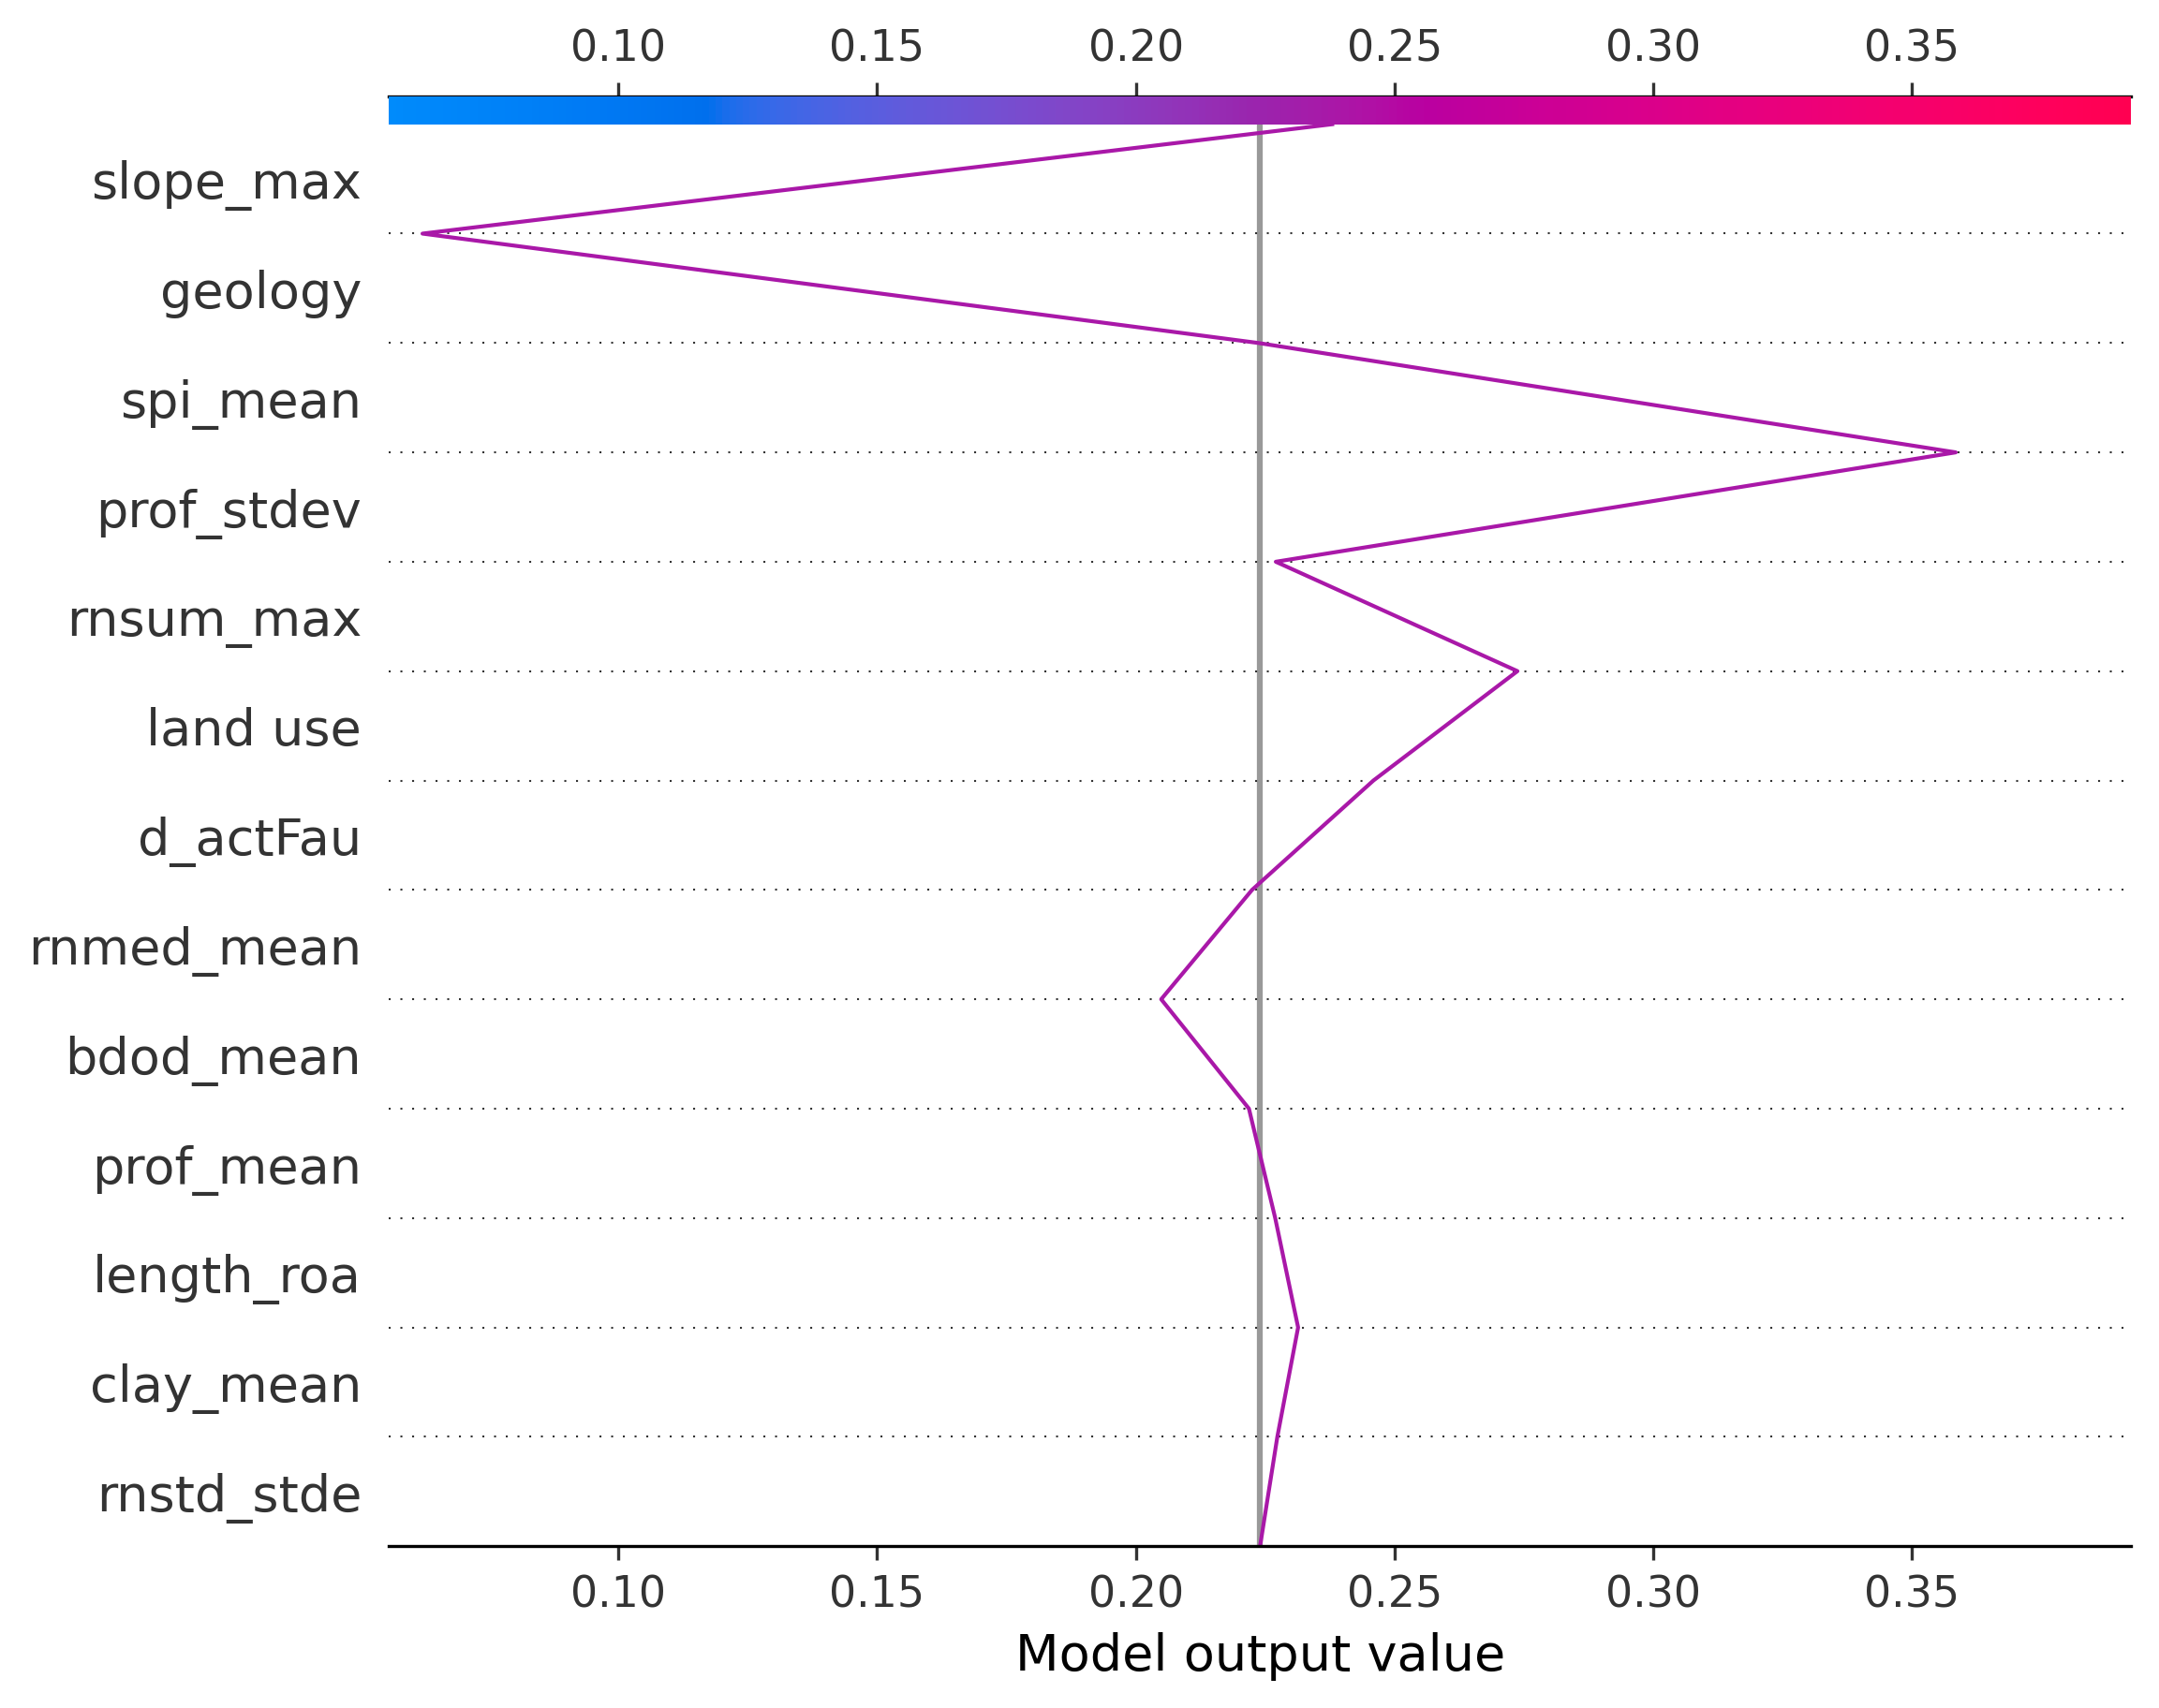 0.10 0.15 0.20 0.25 0.30 0.35
slope_max
geology
spi_mean
prof_stdev
rnsum_max
land use
d_actFau
rnmed_mean
bdod_mean
prof_mean
length_roa
clay_mean
rnstd_stde
0.10 0.15 0.20 0.25 0.30 0.35
Model output value